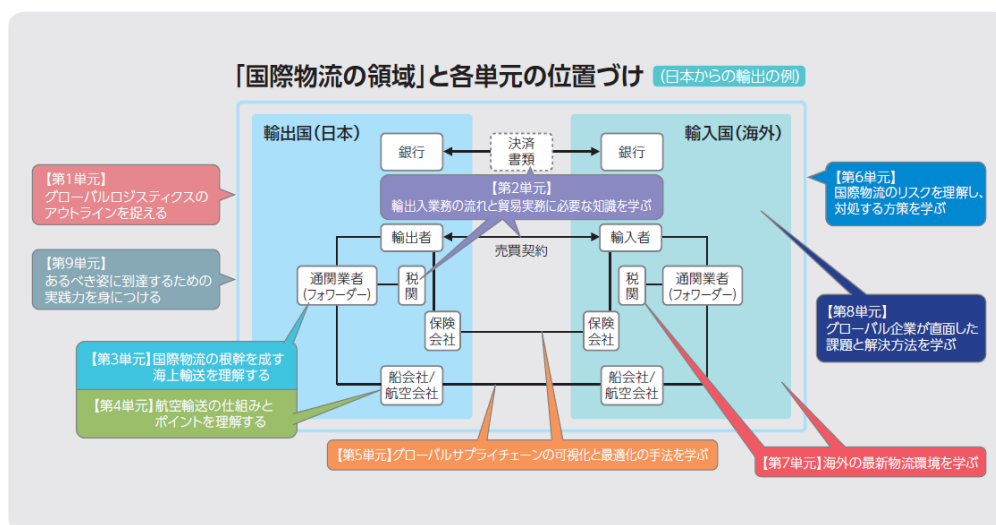 「国際物流の領域」と各単元の位置づけ (日本からの輸出の例)
輸出国(日本)
輸入国(海外)
銀行
決済
書類
銀行
【第1単元】
グローバルロジスティクスの
アウトラインを捉える
【第2単元】
輸出入業務の流れと貿易実務に必要な知識を学ぶ
【第6単元】
国際物流のリスクを理解し、
対処する方策を学ぶ
輸出者
売買契約
輸入者
【第9単元】
あるべき姿に到達するための
実践力を身につける
通関業者
(フォワーダー)
税
関
税
関
通関業者
(フォワーダー)
保険
会社
保険
会社
【第8単元】
グローバル企業が直面した
課題と解決方法を学ぶ
【第3単元】国際物流の根幹を成す
海上輸送を理解する
【第4単元】航空輸送の仕組みと
ポイントを理解する
船会社/
航空会社
船会社/
航空会社
【第5単元】グローバルサプライチェーンの可視化と最適化の手法を学ぶ
【第7単元】海外の最新物流環境を学ぶ